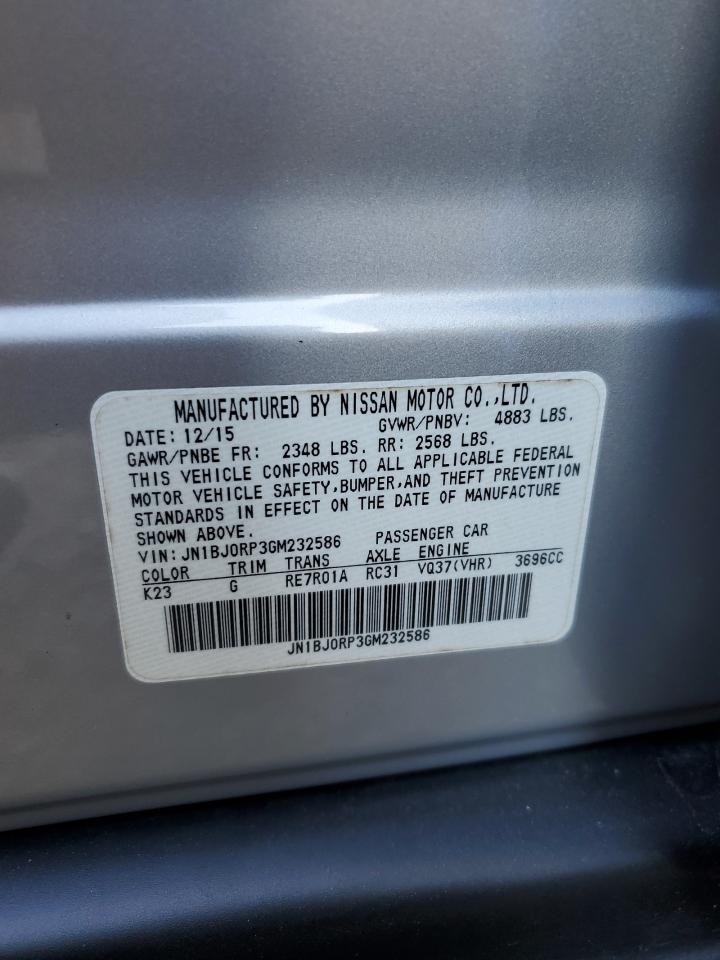 MANUFACTURED BY NISSAN MOTOR CO.,LTD.
DATE: 12/15 GVWR/PNBV: 4883 LBS.
GAWR/PNBE FR: 2348 LBS. RR: 2568 LBS.
THIS VEHICLE CONFORMS TO ALL APPLICABLE FEDERAL
MOTOR VEHICLE SAFETY,BUMPER,AND THEFT PREVENTION
STANDARDS IN EFFECT ON THE DATE OF MANUFACTURE
SHOWN ABOVE.
VIN: JN1BJ0RP3GM232586 PASSENGER CAR
COLOR TRIM TRANS AXLE ENGINE
K23 G RE7R01A RC31 VQ37(VHR) 3696CC
JN1BJ0RP3GM232586